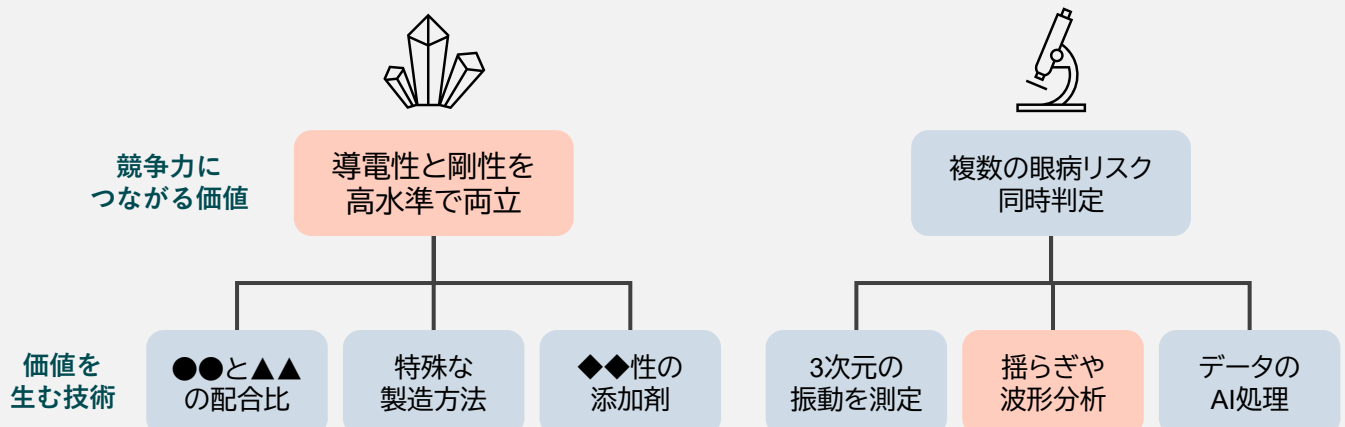 競争力に
つながる価値
導電性と剛性を
高水準で両立
複数の眼病リスク
同時判定
価値を
生む技術
●●と▲▲
の配合比
特殊な
製造方法
◆◆性の
添加剤
3次元の
振動を測定
揺らぎや
波形分析
データの
AI処理